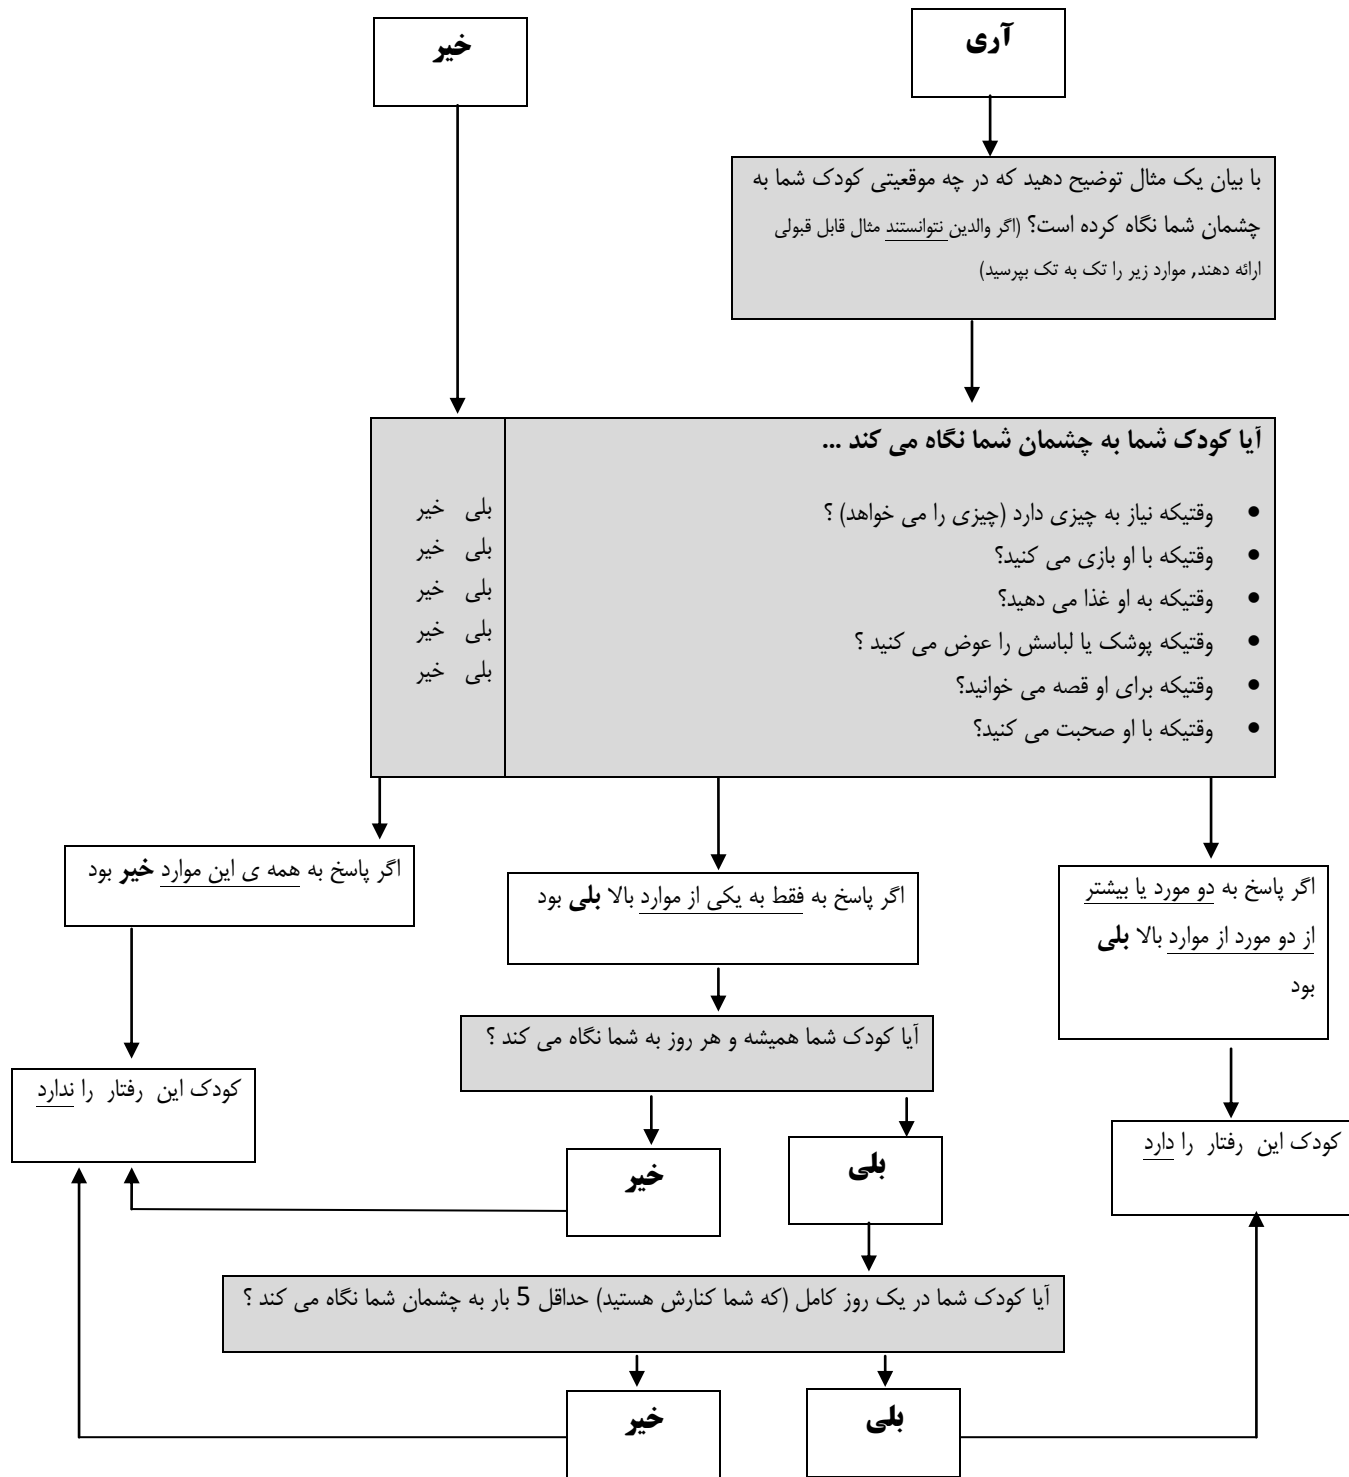 آری
خیر
با بیان یک مثال توضیح دهید که در چه موقعیتی کودک شما به
چشمان شما نگاه کرده است؟ (اگر والدین نتوانستند مثال قابل قبولی
ارائه دهند, موارد زیر را تک به تک بپرسید)
آیا کودک شما به چشمان شما نگاه می کند ...
• وقتیکه نیاز به چیزی دارد (چیزی را می خواهد) ؟
• وقتیکه با او بازی می کنید؟
• وقتیکه به او غذا می دهید؟
• وقتیکه پوشک یا لباسش را عوض می کنید ؟
• وقتیکه برای او قصه می خوانید؟
• وقتیکه با او صحبت می کنید؟
بلی خیر
بلی خیر
بلی خیر
بلی خیر
بلی خیر
اگر پاسخ به دو مورد یا بیشتر
از دو مورد از موارد بالا بلی
بود
اگر پاسخ به فقط به یکی از موارد بالا بلی بود
اگر پاسخ به همه ی این موارد خیر بود
آیا کودک شما همیشه و هر روز به شما نگاه می کند ؟
کودک این رفتار را دارد
کودک این رفتار را ندارد
بلی
خیر
آیا کودک شما در یک روز کامل (که شما کنارش هستید) حداقل 5 بار به چشمان شما نگاه می کند ؟
بلی
خیر